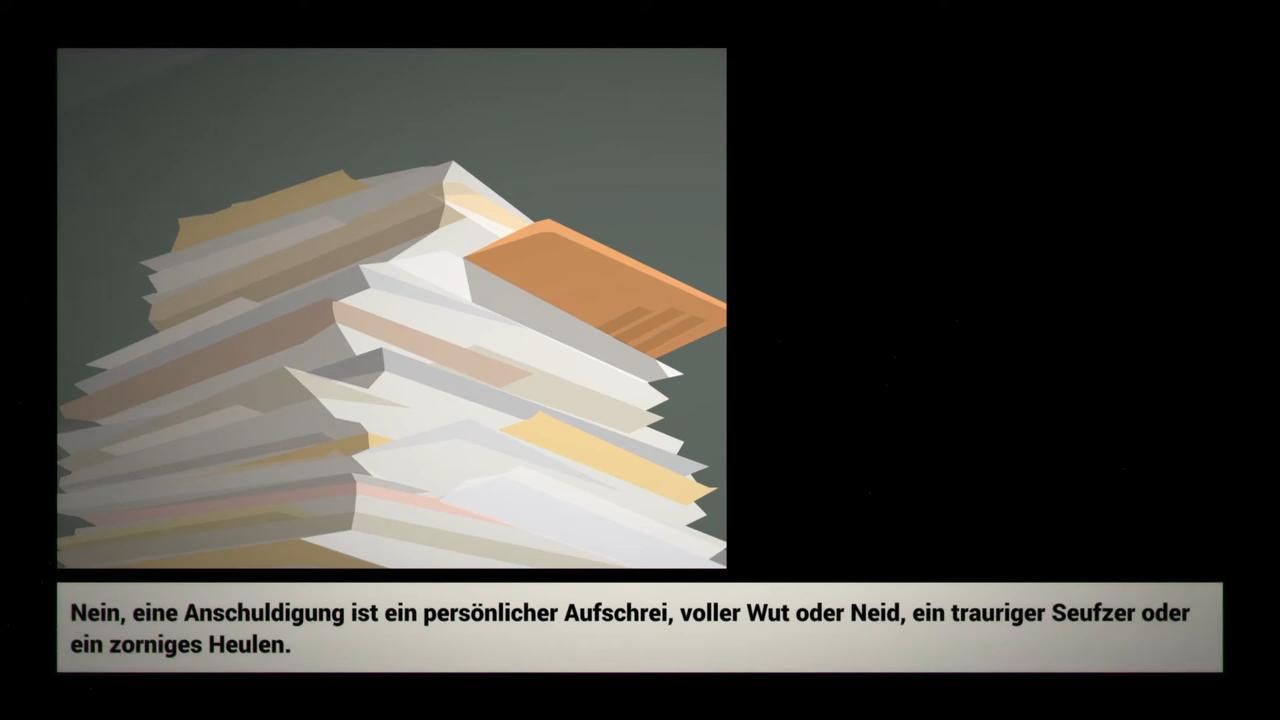 Nein, eine Anschuldigung ist ein persönlicher Aufschrei, voller Wut oder Neid, ein trauriger Seufzer oder
ein zorniges Heulen.